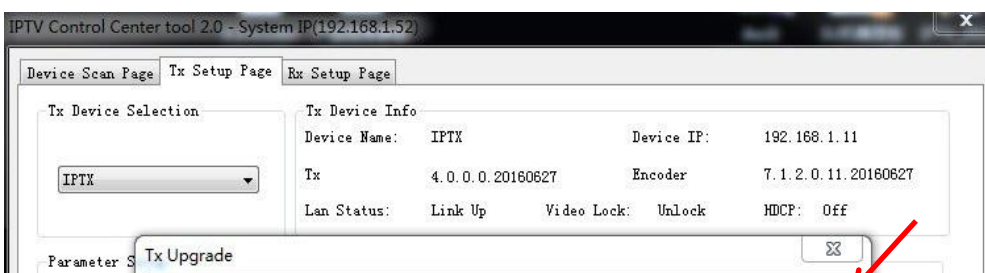 IPTV Control Center tool 2.0 - System IP(192.168.1.52)
Device Scan Page Tx Setup Page Rx Setup Page
Tx Device Selection Tx Device Info
Device Name: IPTX Device IP: 192.168.1.11
IPTX Tx 4.0.0.0.20160627 Encoder 7.1.2.0.11.20160627
Lan Status: Link Up Video Lock: Unlock HDCP: Off
Parameter S Tx Upgrade